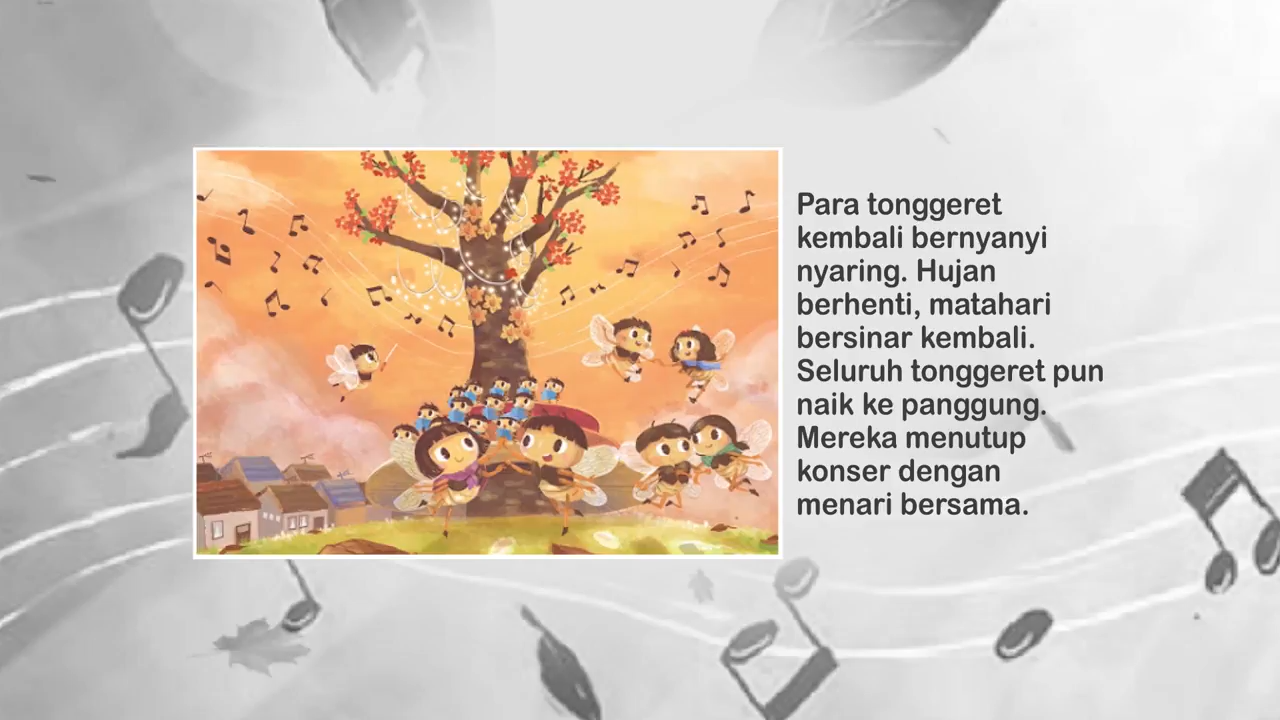 Para tonggeret
kembali bernyanyi
nyaring. Hujan
berhenti, matahari
bersinar kembali.
Seluruh tonggeret pun
naik ke panggung.
Mereka menutup
konser dengan
menari bersama.